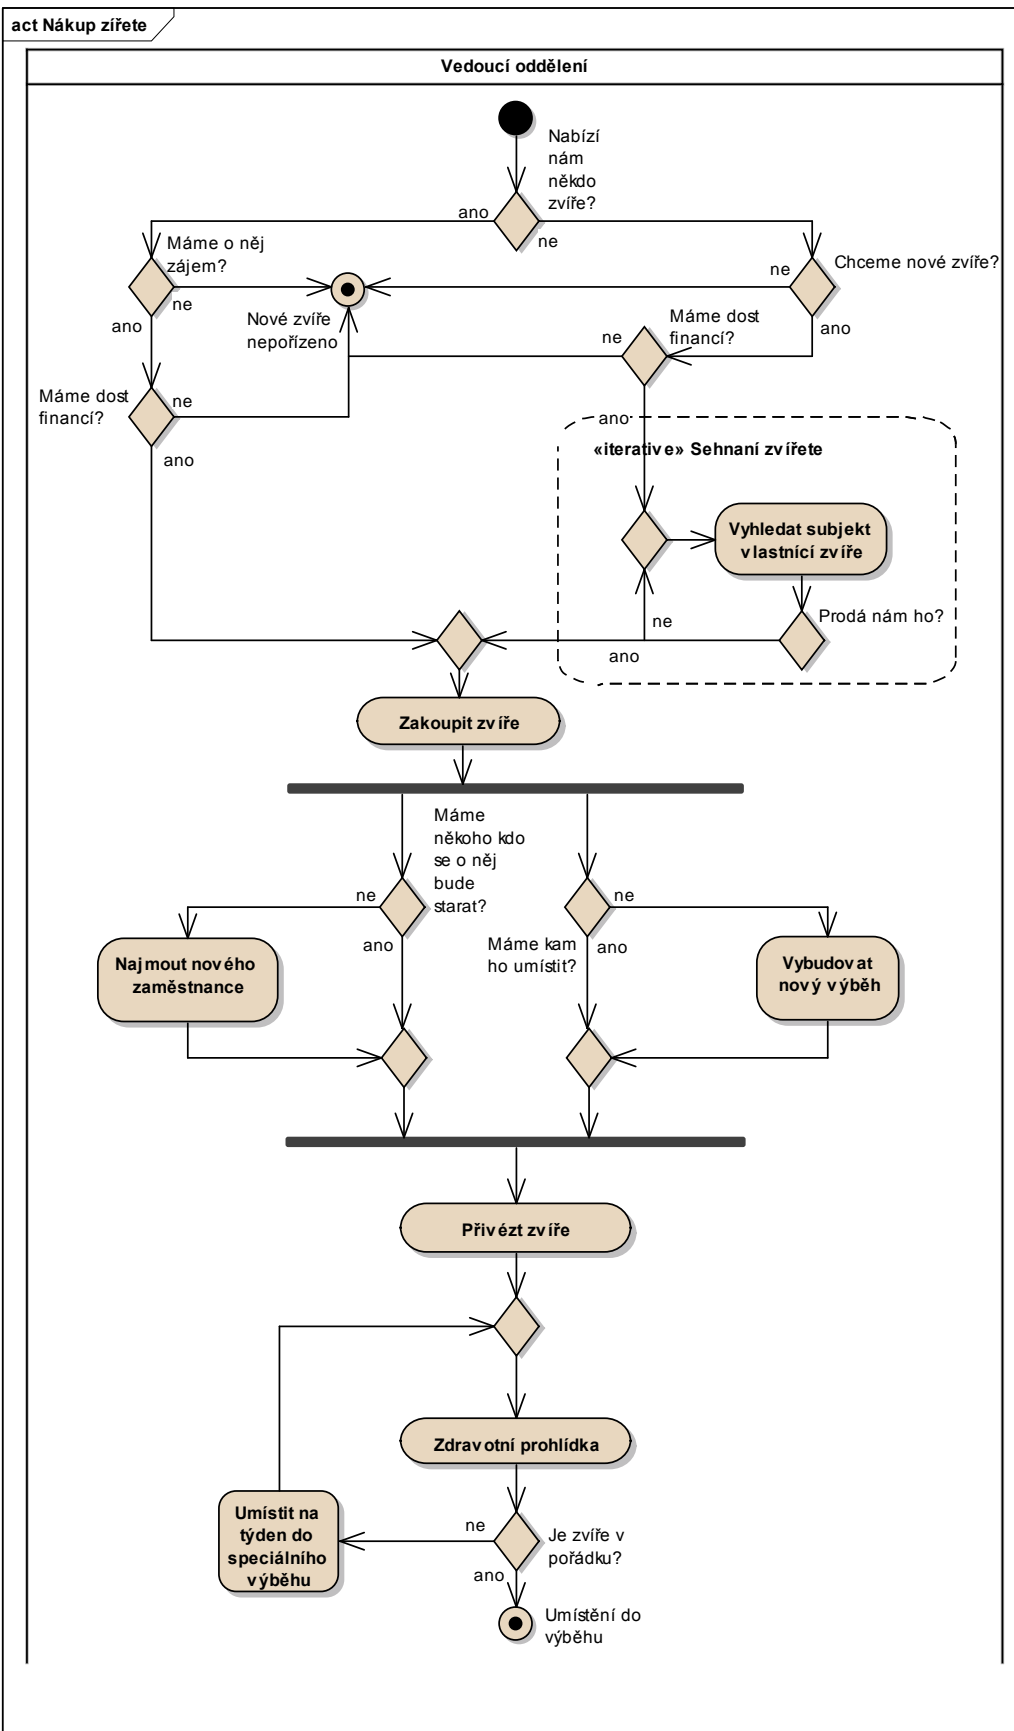 act Nákup zířete
Vedoucí oddělení
Nabízí
nám
někdo
zvíře?
ano
ne
Máme o něj
zájem?
ne
ano
Chceme nové zvíře?
ne
ano
Nové zvíře
nepořízeno
Máme dost
financí?
ne
ano
Máme dost
financí?
ne
ano
«iterative» Sehnaní zvířete
Vyhledat subjekt
vlastnící zvíře
Prodá nám ho?
ne
ano
Zakoupit zvíře
Máme
někoho kdo
se o něj
bude
starat?
ne
ano
Máme kam
ho umístit?
ne
ano
Najmout nového
zaměstnance
Vybudovat
nový výběh
Přivézt zvíře
Zdravotní prohlídka
Umístit na
týden do
speciálního
výběhu
ne
Je zvíře v
pořádku?
ano
Umístění do
výběhu